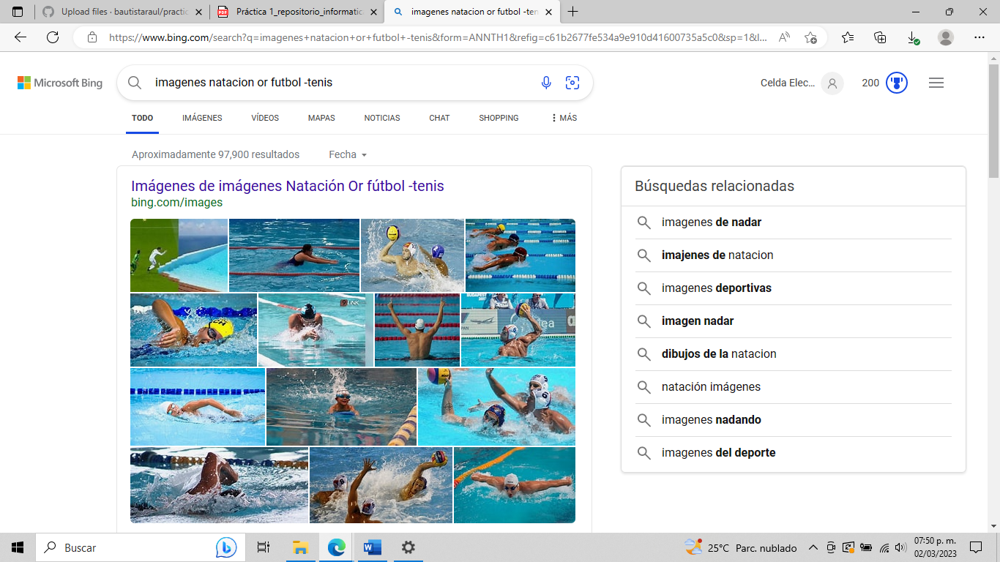 Upload files · bautistaraul/practic
Práctica 1_repositorio_informatica
imagenes natacion or futbol -ten
https://www.bing.com/search?q=imagenes+natacion+or+futbol+-tenis&form=ANNTH1&refig=c61b2677fe534a9e910d41600735a5c0&sp=1&l...
Microsoft Bing
imagenes natacion or futbol -tenis
Celda Elec...
200
TODO
IMÁGENES
VÍDEOS
MAPAS
NOTICIAS
CHAT
SHOPPING
MÁS
Aproximadamente 97,900 resultados
Fecha
Imágenes de imágenes Natación Or fútbol -tenis
bing.com/images
LINK
Búsquedas relacionadas
imagenes de nadar
imajenes de natacion
imagenes deportivas
imagen nadar
dibujos de la natacion
natación imágenes
imagenes nadando
imagenes del deporte
Buscar
25°C Parc. nublado
07:50 p. m.
02/03/2023